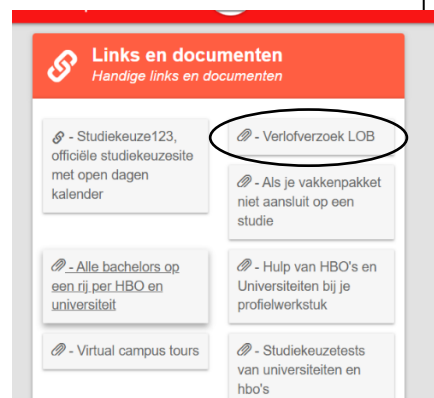 Links en documenten
Handige links en documenten
- Studiekeuze123,
officiële studiekeuzesite
met open dagen
kalender
- Verlofverzoek LOB
- Als je vakkenpakket
niet aansluit op een
studie
- Alle bachelors op
een rij per HBO en
universiteit
- Hulp van HBO's en
Universiteiten bij je
profielwerkstuk
- Virtual campus tours
- Studiekeuzetests
van universiteiten en
hbo's